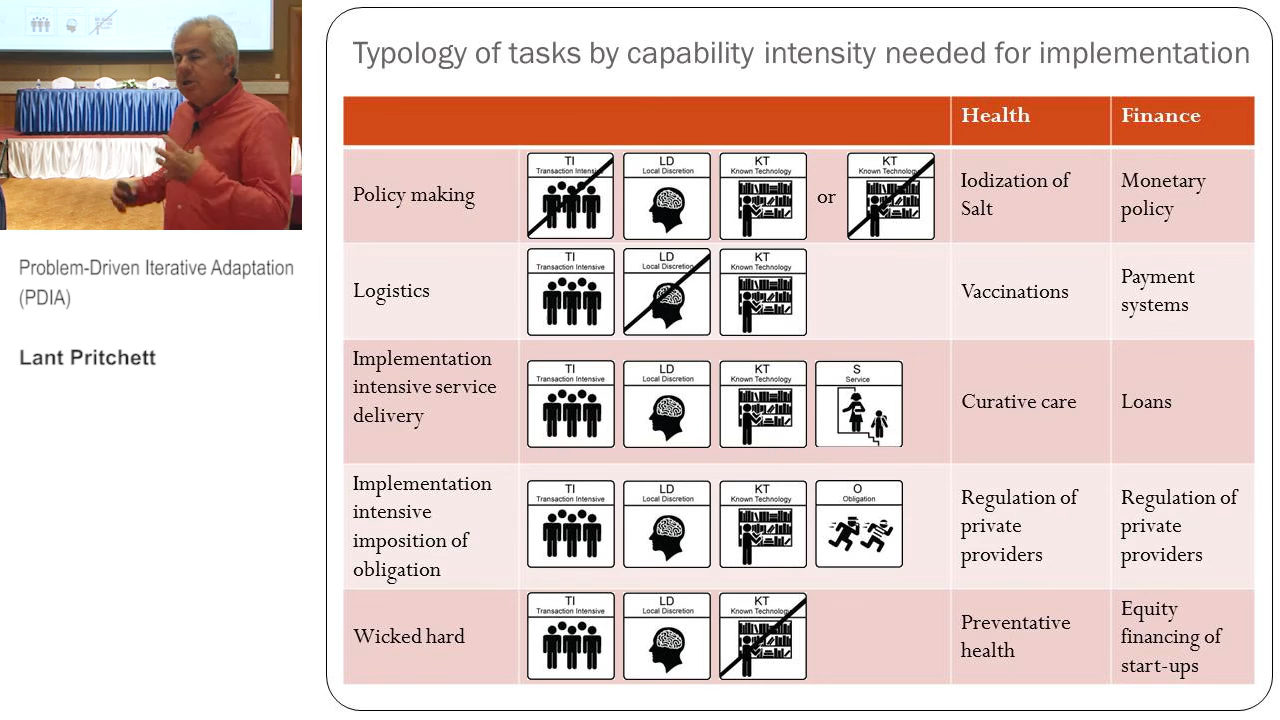 Typology of tasks by capability intensity needed for implementation
Health
Finance
Policy making
TI
Transaction Intensive
LD
Local Discretion
KT
Known Technology
or
KT
Known Technology
Iodization of
Salt
Monetary
policy
Logistics
TI
Transaction Intensive
LD
Local Discretion
KT
Known Technology
Vaccinations
Payment
systems
Implementation
intensive service
delivery
TI
Transaction Intensive
LD
Local Discretion
KT
Known Technology
S
Service
Curative care
Loans
Implementation
intensive
imposition of
obligation
TI
Transaction Intensive
LD
Local Discretion
KT
Known Technology
O
Obligation
Regulation of
private
providers
Regulation of
private
providers
Wicked hard
TI
Transaction Intensive
LD
Local Discretion
KT
Known Technology
Preventative
health
Equity
financing of
start-ups
Problem-Driven Iterative Adaptation
(PDIA)
Lant Pritchett